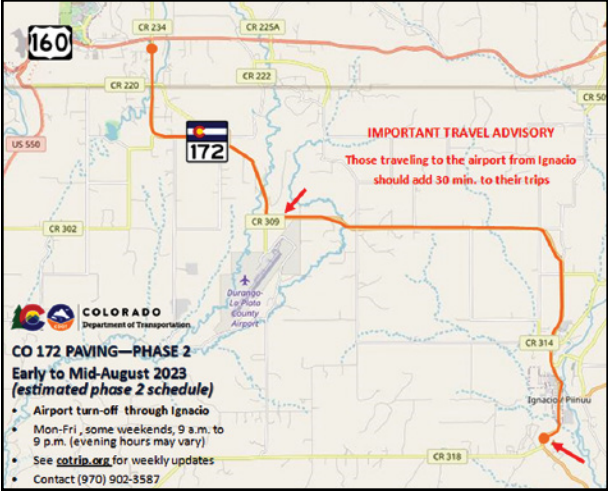 CR 234
CR 225A
160
CR 222
CR 220
CR 50
US 550
172
IMPORTANT TRAVEL ADVISORY
Those traveling to the airport from Ignacio
should add 30 min. to their trips
CR 309
CR 302
Durango-
La Plata
County
Airport
COLORADO
Department of Transportation
CO 172 PAVING—PHASE 2
Early to Mid-August 2023
(estimated phase 2 schedule)
• Airport turn-off through Ignacio
• Mon-Fri , some weekends, 9 a.m. to
9 p.m. (evening hours may vary)
• See cotrip.org for weekly updates
• Contact (970) 902-3587
CR 314
Ignacio / Piinuu
CR 318